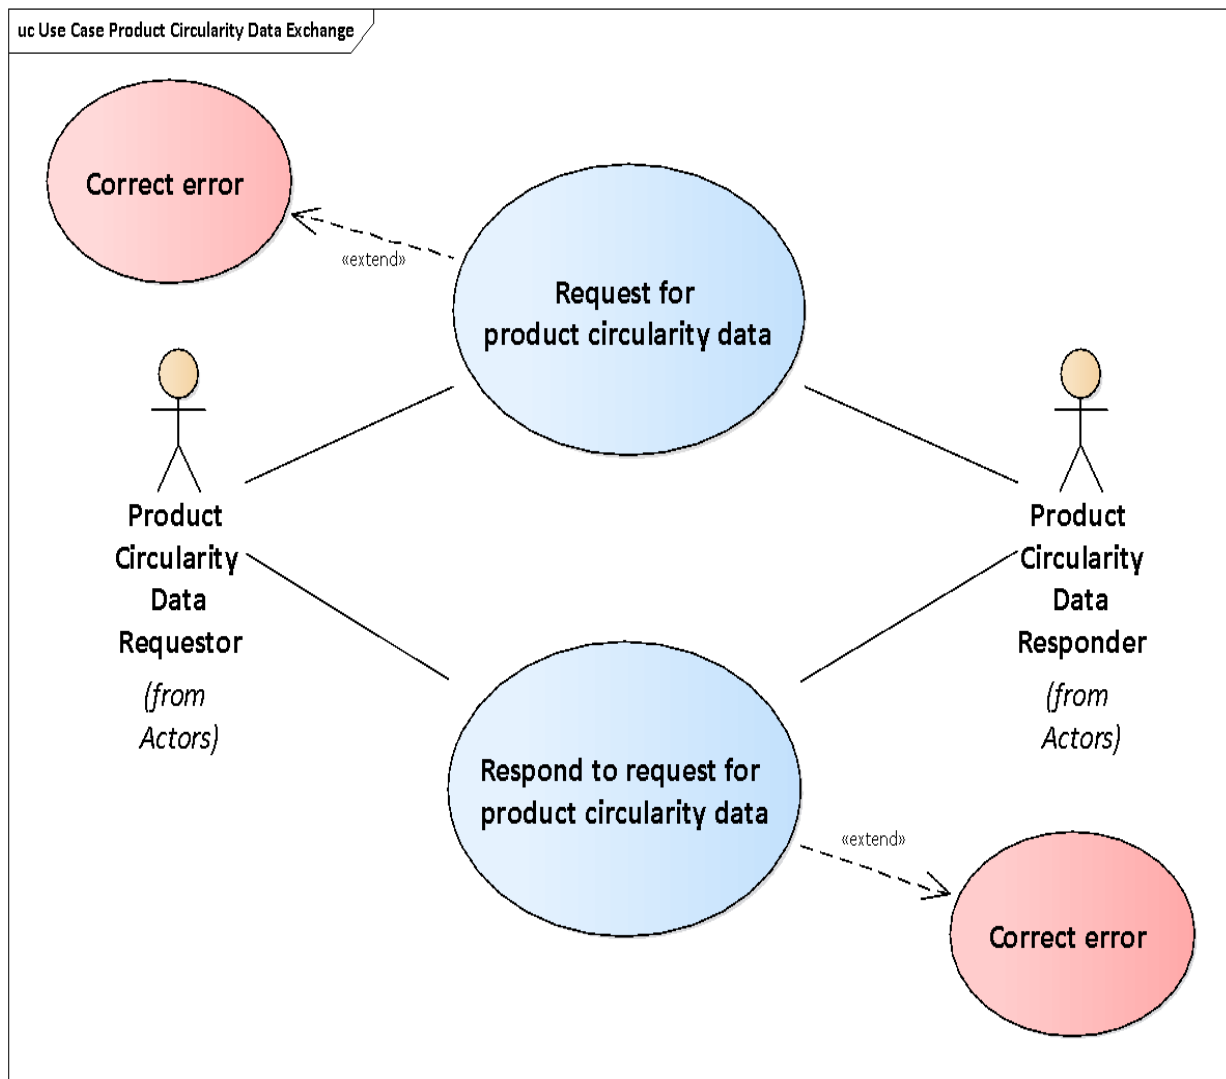 uc Use Case Product Circularity Data Exchange
Correct error
«extend»
Request for
product circularity data
Product
Circularity
Data
Requestor
(from
Actors)
Product
Circularity
Data
Responder
(from
Actors)
Respond to request for
product circularity data
«extend»
Correct error